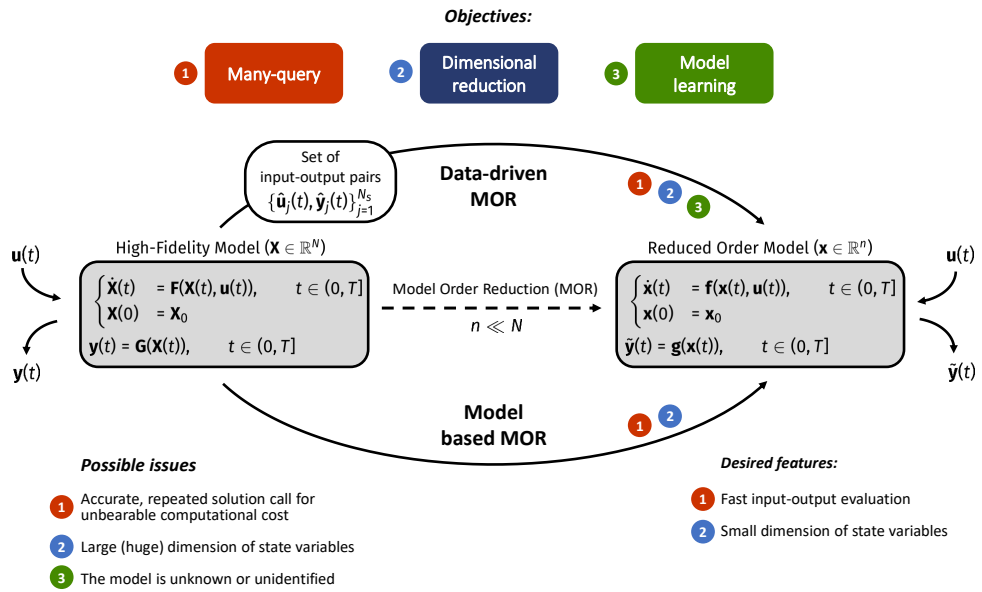 Objectives:
1 Many-query
2 Dimensional
reduction
3 Model
learning
Set of
input-output pairs
{û_j(t), ŷ_j(t)}_{j=1}^{N_s}
Data-driven
MOR
1
2
3
High-Fidelity Model (X ∈ ℝ^N)
u(t)
Ẋ(t) = F(X(t), u(t)), t ∈ (0, T]
X(0) = X_0
y(t) = G(X(t)), t ∈ (0, T]
y(t)
Model Order Reduction (MOR)
n ≪ N
Reduced Order Model (x ∈ ℝ^n)
u(t)
ẋ(t) = f(x(t), u(t)), t ∈ (0, T]
x(0) = x_0
ỹ(t) = g(x(t)), t ∈ (0, T]
ỹ(t)
Model
based MOR
1
2
Possible issues
1 Accurate, repeated solution call for
unbearable computational cost
2 Large (huge) dimension of state variables
3 The model is unknown or unidentified
Desired features:
1 Fast input-output evaluation
2 Small dimension of state variables